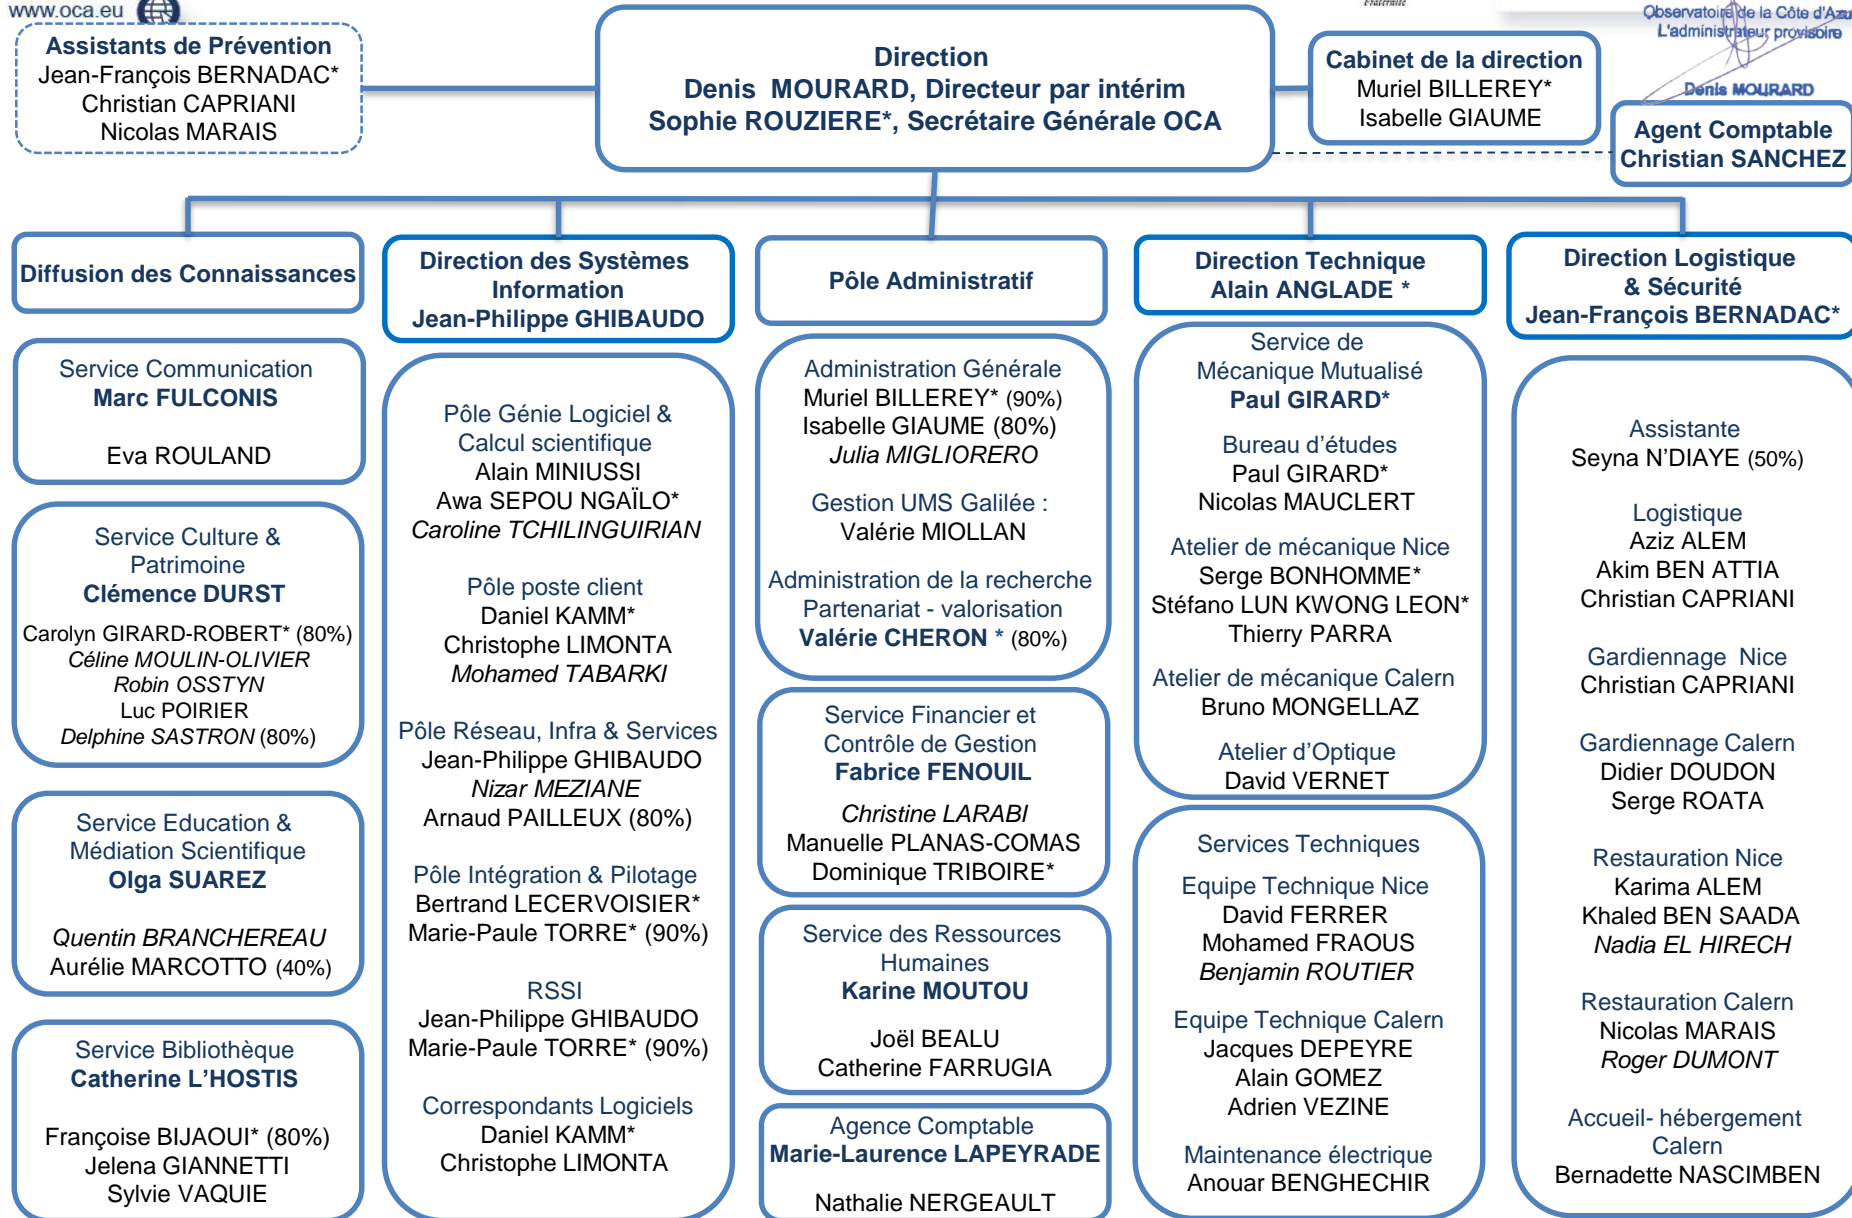 www.oca.eu
Fraternité
Observatoire de la Côte d'Azur
L'administrateur provisoire
Denis MOURARD
Assistants de Prévention
Jean-François BERNADAC*
Christian CAPRIANI
Nicolas MARAIS
Direction
Denis MOURARD, Directeur par intérim
Sophie ROUZIERE*, Secrétaire Générale OCA
Cabinet de la direction
Muriel BILLEREY*
Isabelle GIAUME
Agent Comptable
Christian SANCHEZ
Diffusion des Connaissances
Service Communication
Marc FULCONIS
Eva ROULAND
Service Culture &
Patrimoine
Clémence DURST
Carolyn GIRARD-ROBERT* (80%)
Céline MOULIN-OLIVIER
Robin OSSTYN
Luc POIRIER
Delphine SASTRON (80%)
Service Education &
Médiation Scientifique
Olga SUAREZ
Quentin BRANCHEREAU
Aurélie MARCOTTO (40%)
Service Bibliothèque
Catherine L'HOSTIS
Françoise BIJAOUI* (80%)
Jelena GIANNETTI
Sylvie VAQUIE
Direction des Systèmes
Information
Jean-Philippe GHIBAUDO
Pôle Génie Logiciel &
Calcul scientifique
Alain MINIUSSI
Awa SEPOU NGAÏLO*
Caroline TCHILINGUIRIAN
Pôle poste client
Daniel KAMM*
Christophe LIMONTA
Mohamed TABARKI
Pôle Réseau, Infra & Services
Jean-Philippe GHIBAUDO
Nizar MEZIANE
Arnaud PAILLEUX (80%)
Pôle Intégration & Pilotage
Bertrand LECERVOISIER*
Marie-Paule TORRE* (90%)
RSSI
Jean-Philippe GHIBAUDO
Marie-Paule TORRE* (90%)
Correspondants Logiciels
Daniel KAMM*
Christophe LIMONTA
Pôle Administratif
Administration Générale
Muriel BILLEREY* (90%)
Isabelle GIAUME (80%)
Julia MIGLIORERO
Gestion UMS Galilée :
Valérie MIOLLAN
Administration de la recherche
Partenariat - valorisation
Valérie CHERON * (80%)
Service Financier et
Contrôle de Gestion
Fabrice FENOUIL
Christine LARABI
Manuelle PLANAS-COMAS
Dominique TRIBOIRE*
Service des Ressources
Humaines
Karine MOUTOU
Joël BEALU
Catherine FARRUGIA
Agence Comptable
Marie-Laurence LAPEYRADE
Nathalie NERGEAULT
Direction Technique
Alain ANGLADE *
Service de
Mécanique Mutualisé
Paul GIRARD*
Bureau d'études
Paul GIRARD*
Nicolas MAUCLERT
Atelier de mécanique Nice
Serge BONHOMME*
Stéfano LUN KWONG LEON*
Thierry PARRA
Atelier de mécanique Calern
Bruno MONGELLAZ
Atelier d'Optique
David VERNET
Services Techniques
Equipe Technique Nice
David FERRER
Mohamed FRAOUS
Benjamin ROUTIER
Equipe Technique Calern
Jacques DEPEYRE
Alain GOMEZ
Adrien VEZINE
Maintenance électrique
Anouar BENGHECHIR
Direction Logistique
& Sécurité
Jean-François BERNADAC*
Assistante
Seyna N'DIAYE (50%)
Logistique
Aziz ALEM
Akim BEN ATTIA
Christian CAPRIANI
Gardiennage Nice
Christian CAPRIANI
Gardiennage Calern
Didier DOUDON
Serge ROATA
Restauration Nice
Karima ALEM
Khaled BEN SAADA
Nadia EL HIRECH
Restauration Calern
Nicolas MARAIS
Roger DUMONT
Accueil- hébergement
Calern
Bernadette NASCIMBEN